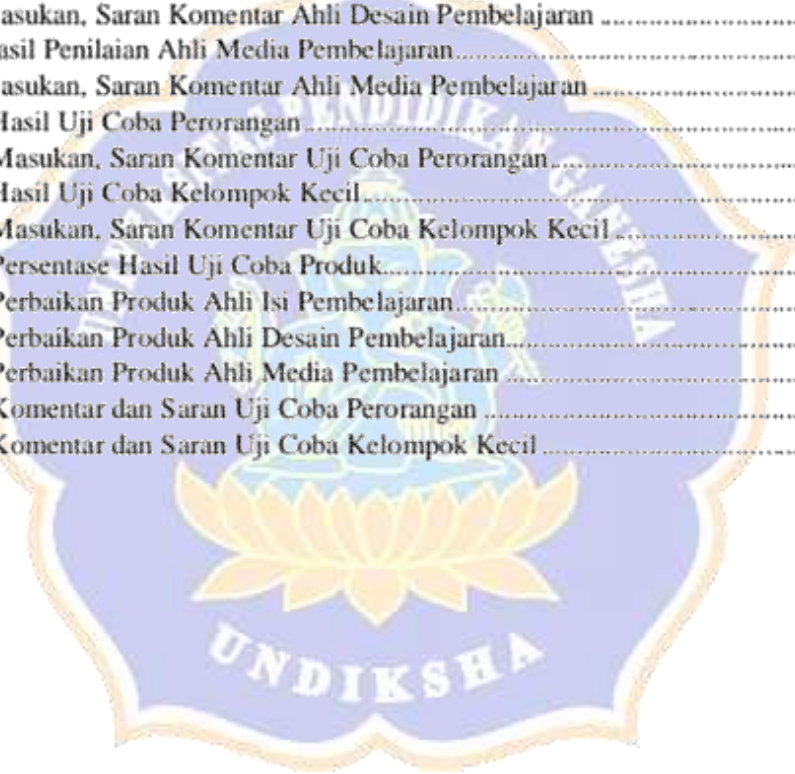 asukan, Saran Komentar Ahli Desain Pembelajaran ........................
asil Penilaian Ahli Media Pembelajaran........................
asukan, Saran Komentar Ahli Media Pembelajaran ........................
Hasil Uji Coba Perorangan ........................
Masukan, Saran Komentar Uji Coba Perorangan........................
Hasil Uji Coba Kelompok Kecil........................
Masukan, Saran Komentar Uji Coba Kelompok Kecil ........................
Persentase Hasil Uji Coba Produk........................
Perbaikan Produk Ahli Isi Pembelajaran........................
Perbaikan Produk Ahli Desain Pembelajaran........................
Perbaikan Produk Ahli Media Pembelajaran ........................
Komentar dan Saran Uji Coba Perorangan ........................
Komentar dan Saran Uji Coba Kelompok Kecil ........................
UNIVERSITAS PENDIDIKAN GANESHA
UNDIKSHA